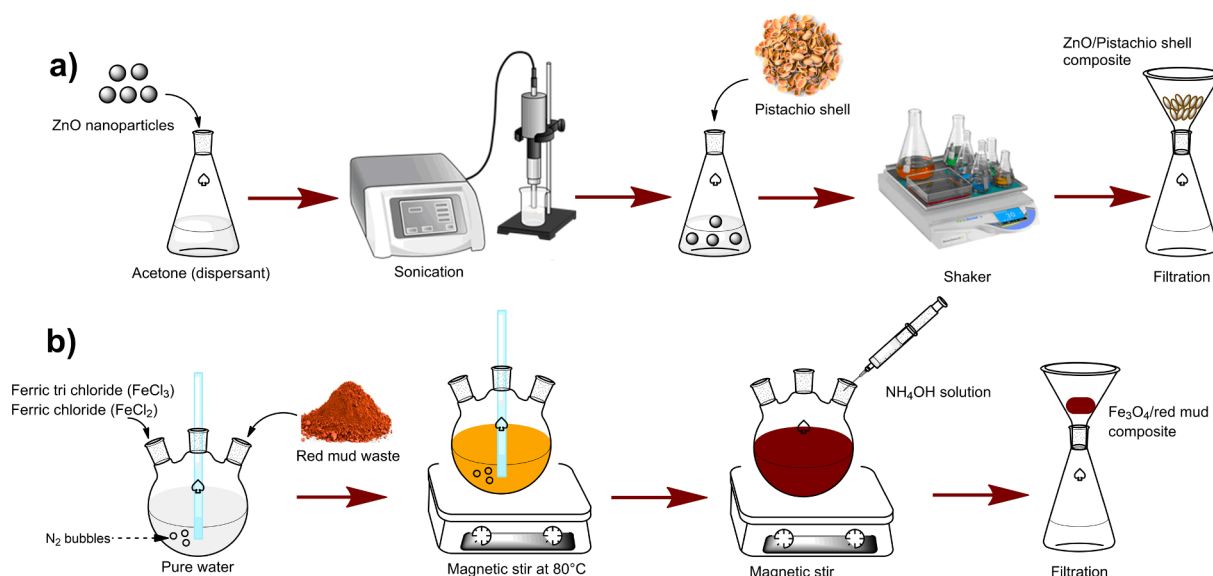 a)
ZnO nanoparticles
Acetone (dispersant)
Sonication
Pistachio shell
Shaker
ZnO/Pistachio shell
composite
Filtration
b)
Ferric tri chloride (FeCl₃)
Ferric chloride (FeCl₂)
N₂ bubbles
Pure water
Red mud waste
Magnetic stir at 80°C
NH₄OH solution
Magnetic stir
Fe₃O₄/red mud
composite
Filtration